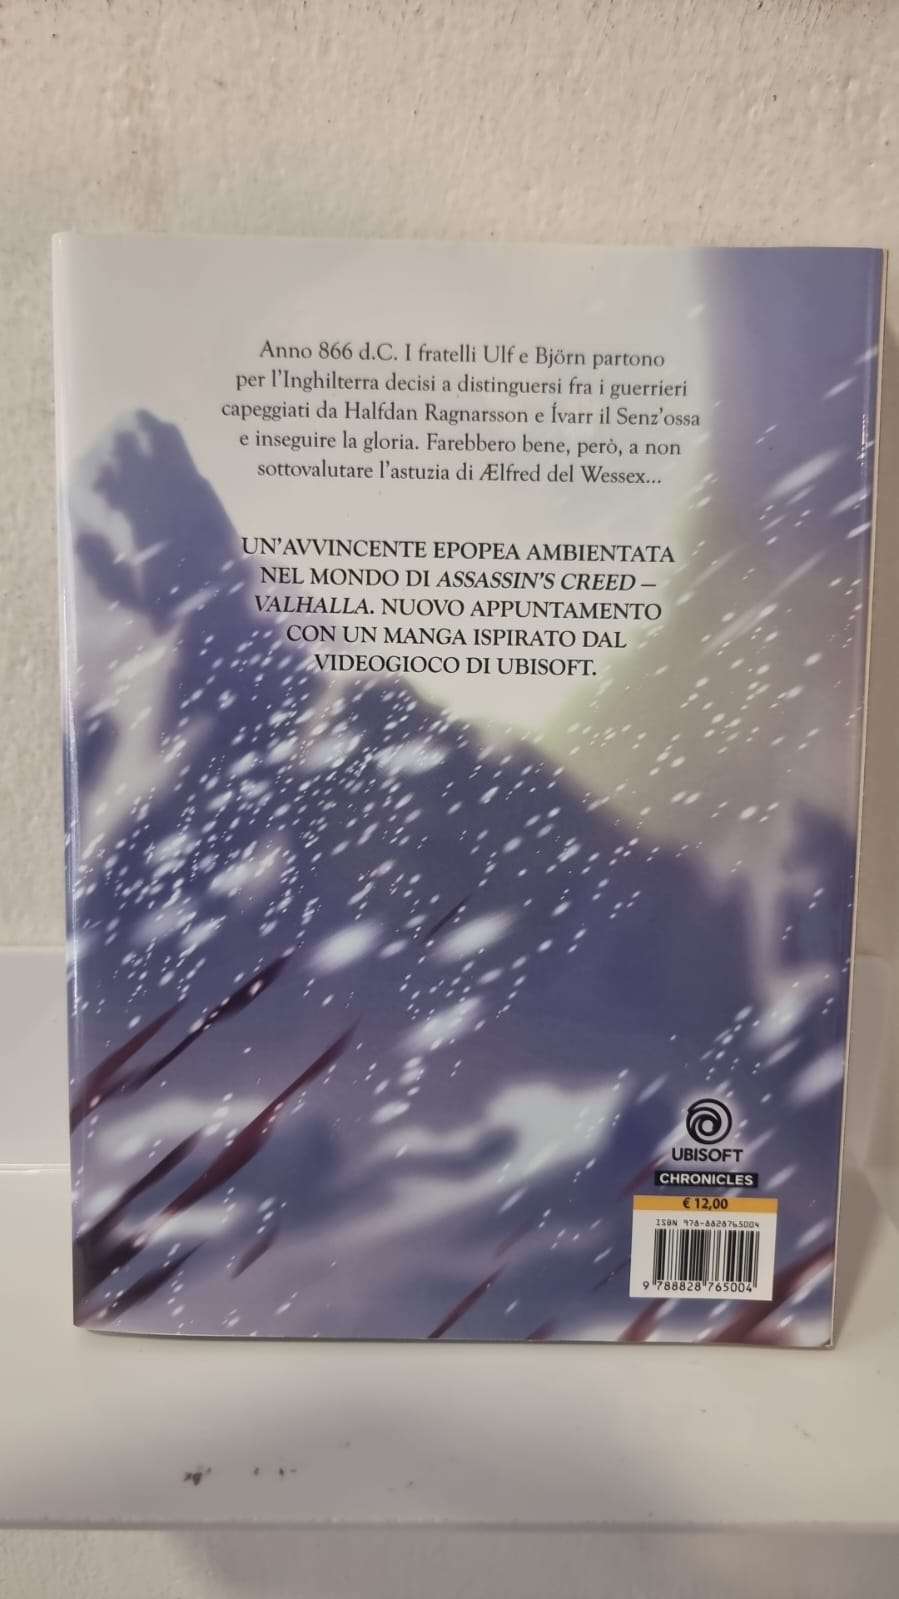 Anno 866 d.C. I fratelli Ulf e Björn partono
per l'Inghilterra decisi a distinguersi fra i guerrieri
capeggiati da Halfdan Ragnarsson e Ívarr il Senz'ossa
e inseguire la gloria. Farebbero bene, però, a non
sottovalutare l'astuzia di Ælfred del Wessex...
UN'AVVINCENTE EPOPEA AMBIENTATA
NEL MONDO DI ASSASSIN'S CREED –
VALHALLA. NUOVO APPUNTAMENTO
CON UN MANGA ISPIRATO DAL
VIDEOGIOCO DI UBISOFT.
UBISOFT
CHRONICLES
€ 12,00
ISBN 978-8828765004
9 788828 765004